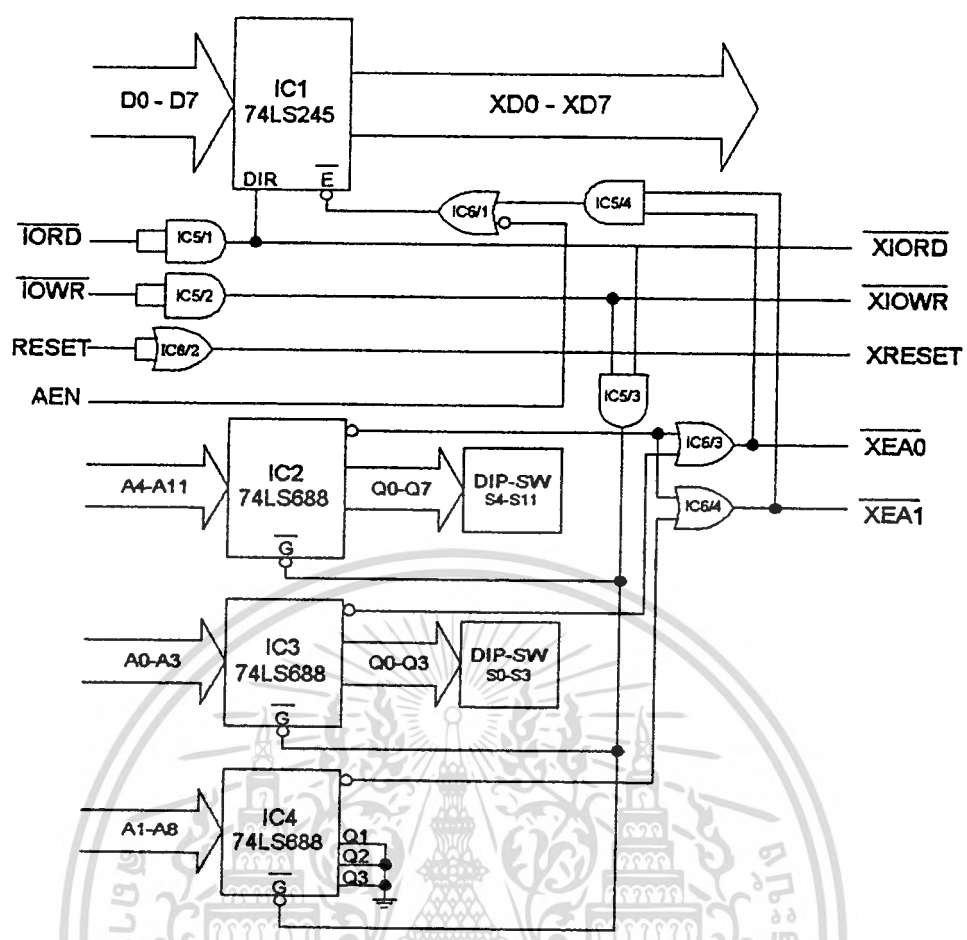 D0 - D7
IC1
74LS245
XD0 - XD7
DIR
E
IC6/1
IC5/4
IORD
IC5/1
XIORD
IOWR
IC5/2
XIOWR
RESET
IC6/2
XRESET
AEN
IC5/3
A4-A11
IC2
74LS688
Q0-Q7
DIP-SW
S4-S11
G
IC6/3
XEA0
IC6/4
XEA1
A0-A3
IC3
74LS688
Q0-Q3
DIP-SW
S0-S3
G
A1-A8
IC4
74LS688
Q1
Q2
Q3
G